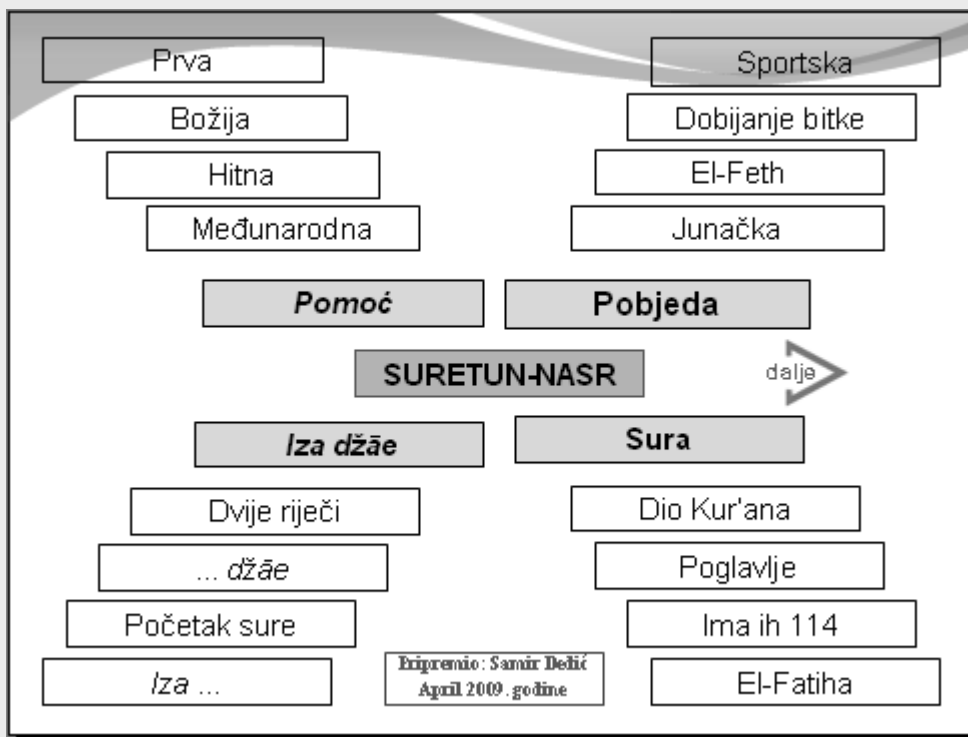 Prva
Božija
Hitna
Međunarodna
Pomoć
Sportska
Dobijanje bitke
El-Feth
Junačka
Pobjeda
SURETUN-NASR
dalje
Iza džāe
Dvije riječi
... džāe
Početak sure
Iza ...
Sura
Dio Kur'ana
Poglavlje
Ima ih 114
El-Fatiha
Pripremio: Samir Dedić
April 2009. godine